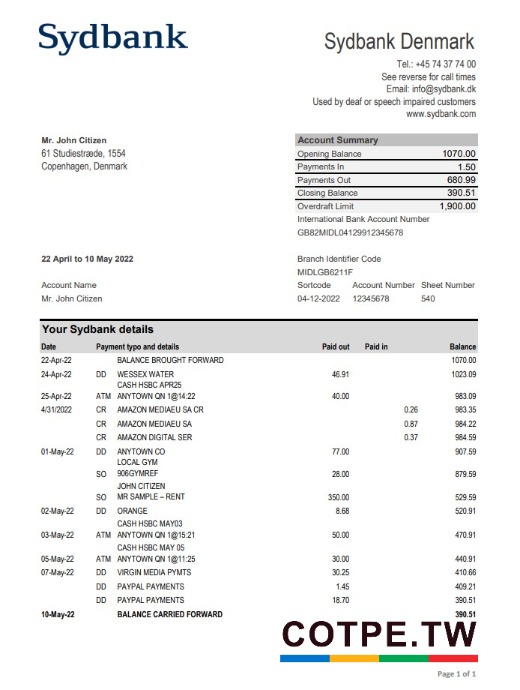 Sydbank
Sydbank Denmark
Tel.: +45 74 37 74 00
See reverse for call times
Email: info@sydbank.dk
Used by deaf or speech impaired customers
www.sydbank.com
Mr. John Citizen
61 Studiestræde, 1554
Copenhagen, Denmark
Account Summary
Opening Balance 1070.00
Payments In 1.50
Payments Out 680.99
Closing Balance 390.51
Overdraft Limit 1,900.00
International Bank Account Number
GB82MIDL04129912345678
22 April to 10 May 2022
Branch Identifier Code
MIDLGB6211F
Account Name
Mr. John Citizen
Sortcode Account Number Sheet Number
04-12-2022 12345678 540
Your Sydbank details
Date Payment typo and details Paid out Paid in Balance
22-Apr-22 BALANCE BROUGHT FORWARD 1070.00
24-Apr-22 DD WESSEX WATER 46.91 1023.09
CASH HSBC APR25
25-Apr-22 ATM ANYTOWN QN 1@14:22 40.00 983.09
4/31/2022 CR AMAZON MEDIAEU SA CR 0.26 983.35
CR AMAZON MEDIAEU SA 0.87 984.22
CR AMAZON DIGITAL SER 0.37 984.59
01-May-22 DD ANYTOWN CO 77.00 907.59
LOCAL GYM
SO 906GYMREF 28.00 879.59
JOHN CITIZEN
SO MR SAMPLE – RENT 350.00 529.59
02-May-22 DD ORANGE 8.68 520.91
CASH HSBC MAY03
03-May-22 ATM ANYTOWN QN 1@15:21 50.00 470.91
CASH HSBC MAY 05
05-May-22 ATM ANYTOWN QN 1@11:25 30.00 440.91
07-May-22 DD VIRGIN MEDIA PYMTS 30.25 410.66
DD PAYPAL PAYMENTS 1.45 409.21
DD PAYPAL PAYMENTS 18.70 390.51
10-May-22 BALANCE CARRIED FORWARD 390.51
COTPE.TW
Page 1 of 1